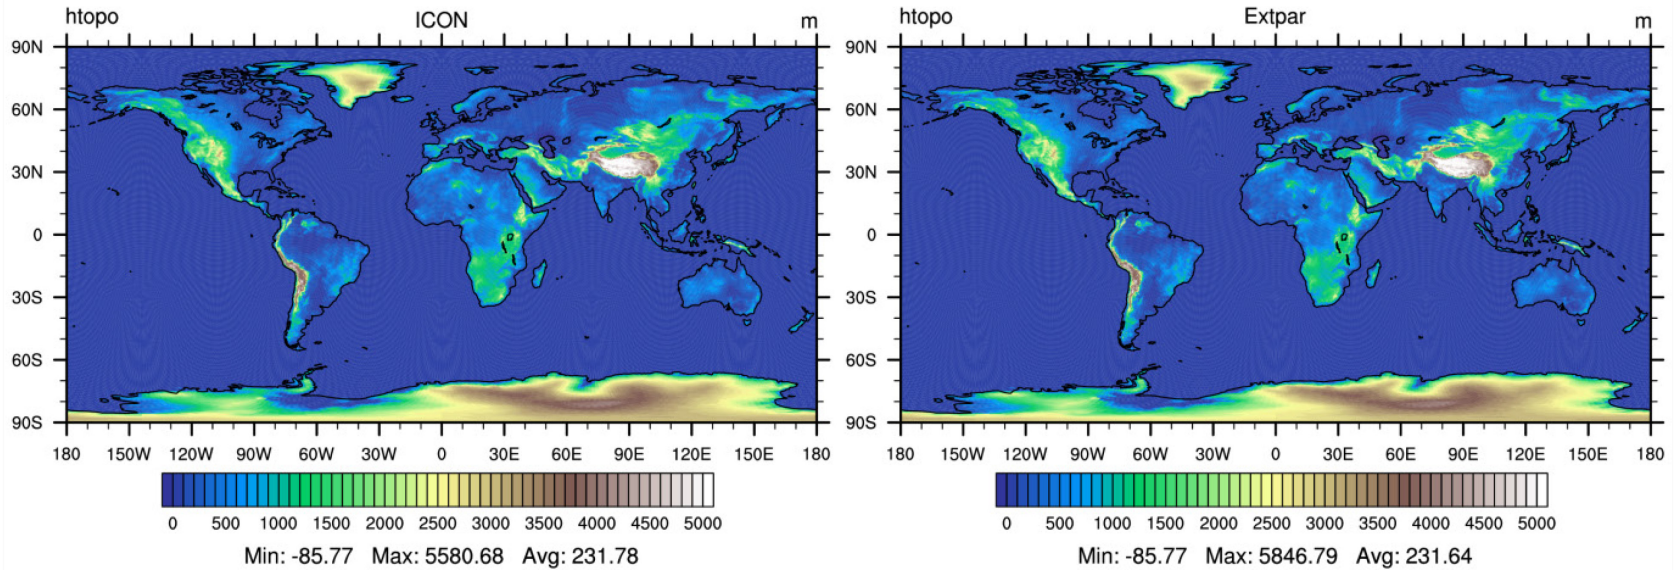 htopo ICON m
90N
60N
30N
0
30S
60S
90S
180 150W 120W 90W 60W 30W 0 30E 60E 90E 120E 150E 180
0 500 1000 1500 2000 2500 3000 3500 4000 4500 5000
Min: -85.77 Max: 5580.68 Avg: 231.78
htopo Extpar m
90N
60N
30N
0
30S
60S
90S
180 150W 120W 90W 60W 30W 0 30E 60E 90E 120E 150E 180
0 500 1000 1500 2000 2500 3000 3500 4000 4500 5000
Min: -85.77 Max: 5846.79 Avg: 231.64